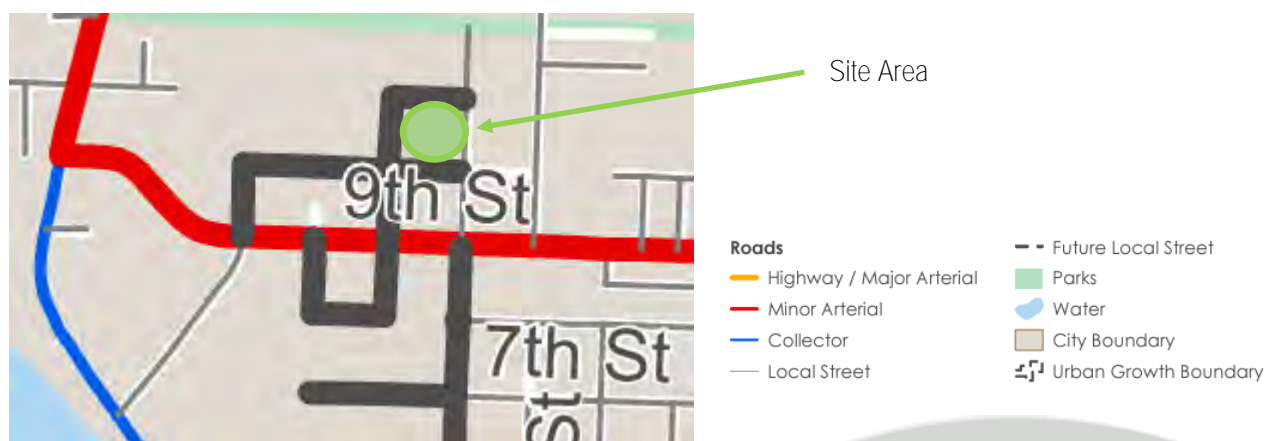 Site Area
9th St
7th St
St
Roads
Highway / Major Arterial
Minor Arterial
Collector
Local Street
Future Local Street
Parks
Water
City Boundary
Urban Growth Boundary